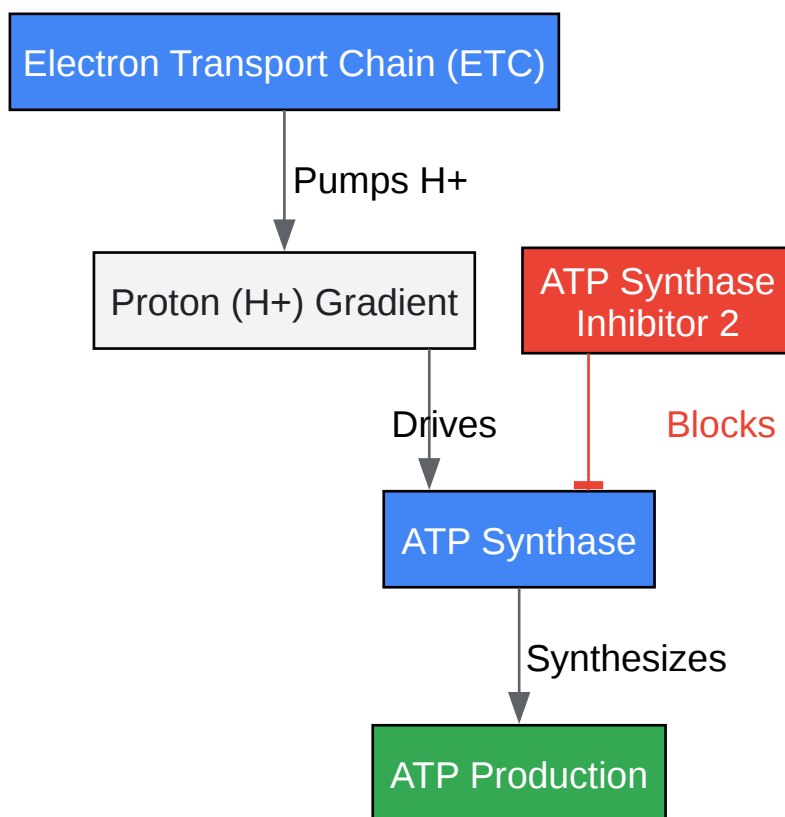 Electron Transport Chain (ETC)
Pumps H+
Proton (H+) Gradient
ATP Synthase
Inhibitor 2
Drives
Blocks
ATP Synthase
Synthesizes
ATP Production